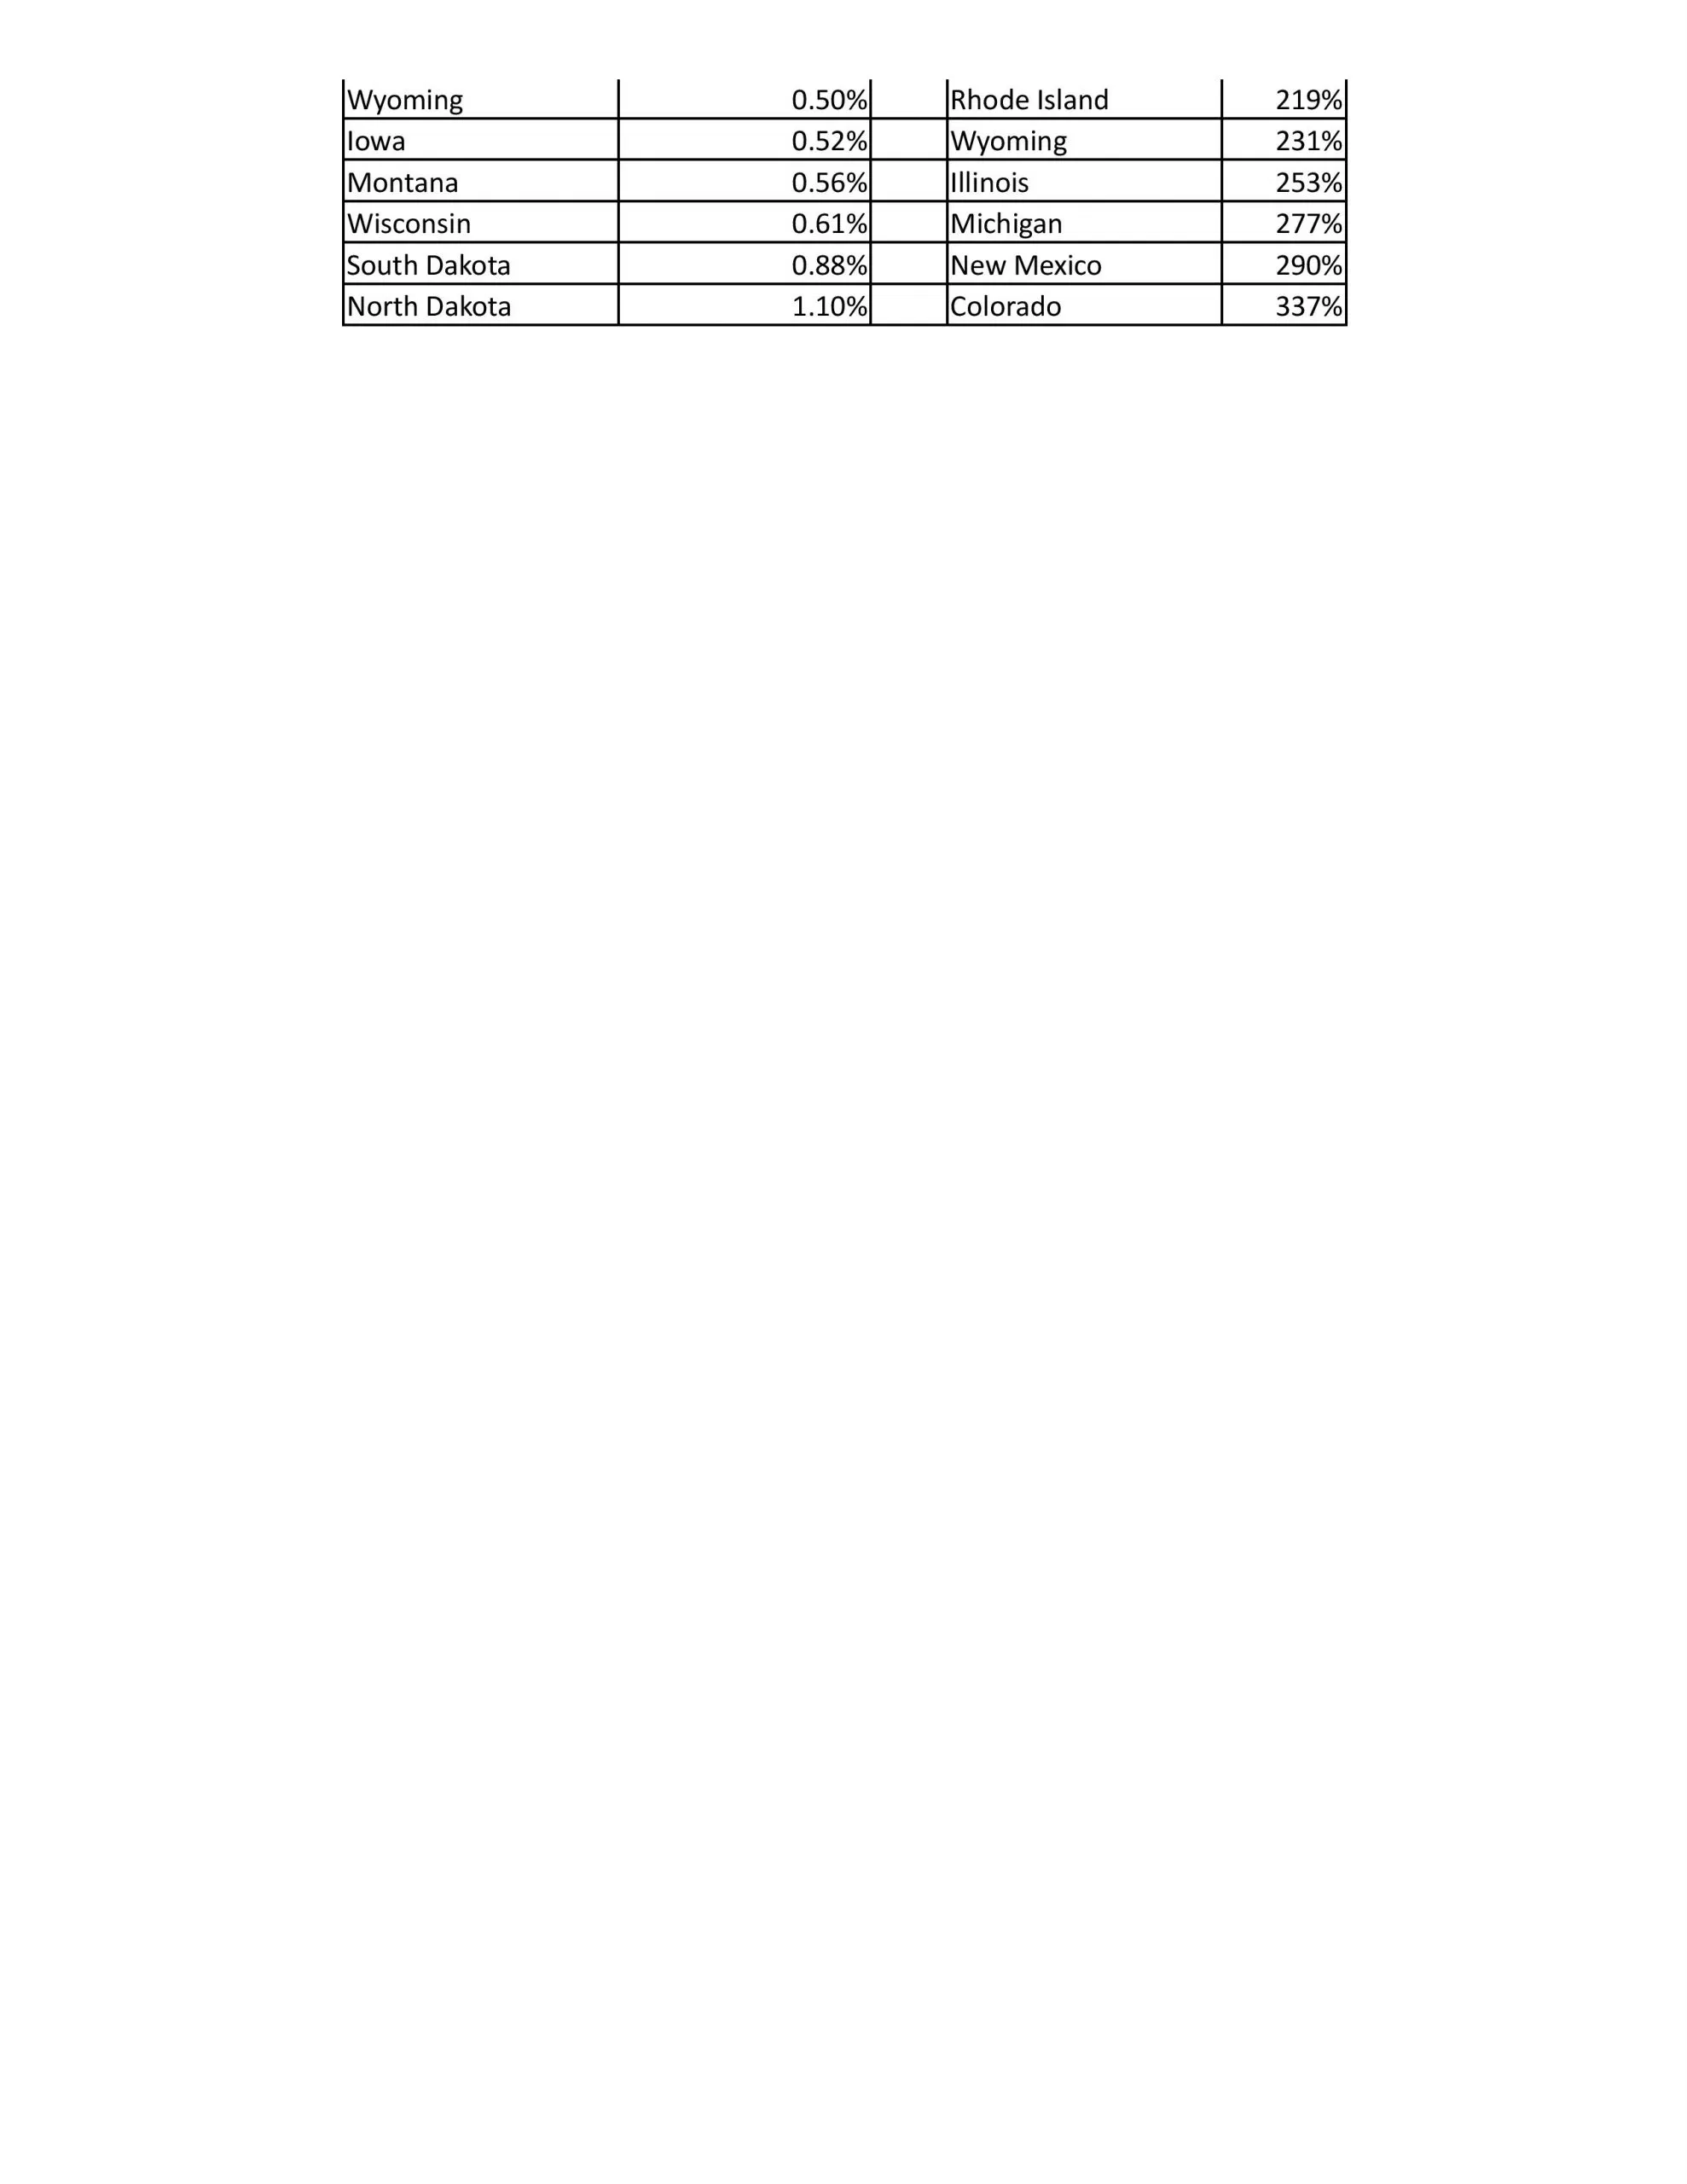 Wyoming 0.50% Rhode Island 219%
Iowa 0.52% Wyoming 231%
Montana 0.56% Illinois 253%
Wisconsin 0.61% Michigan 277%
South Dakota 0.88% New Mexico 290%
North Dakota 1.10% Colorado 337%